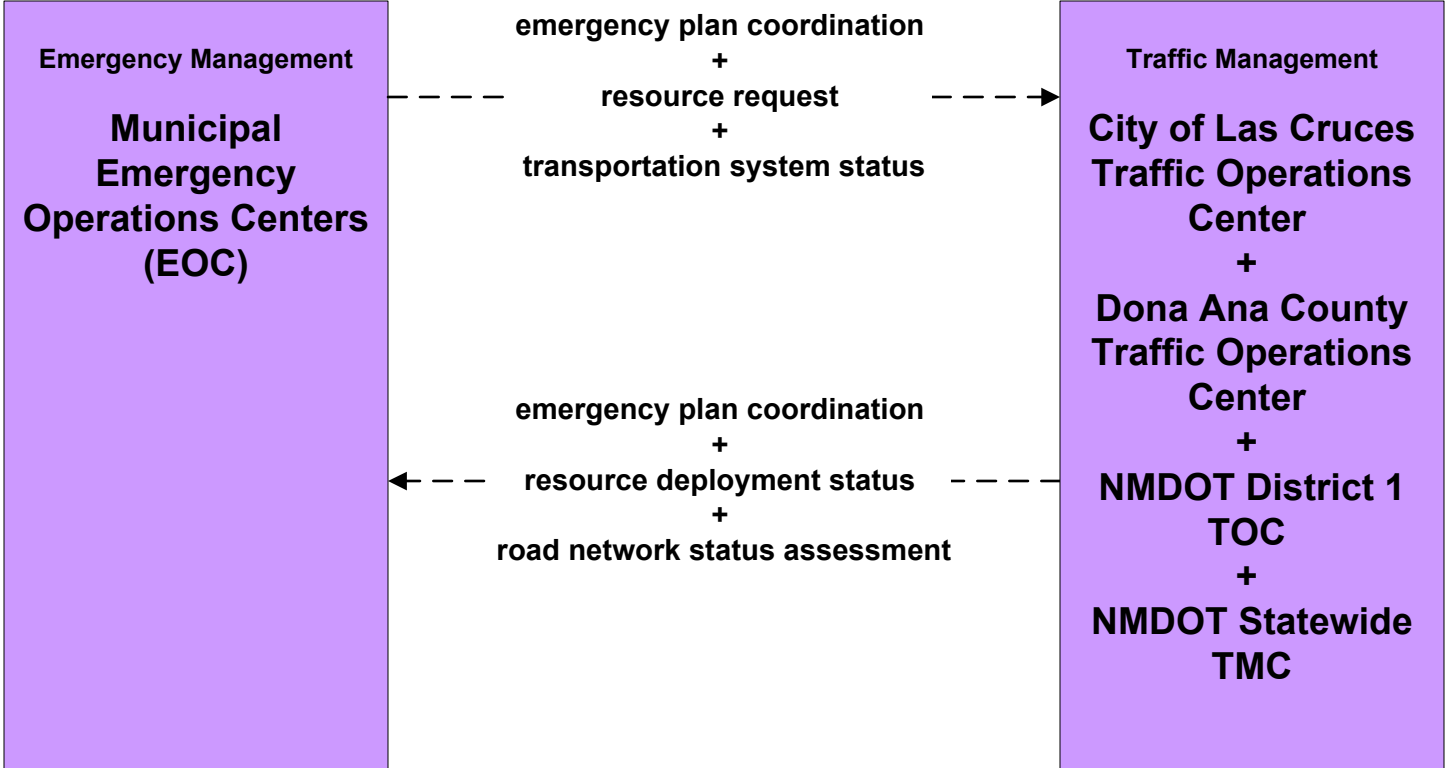 Emergency Management
Municipal
Emergency
Operations Centers
(EOC)
emergency plan coordination
+
resource request
+
transportation system status
emergency plan coordination
+
resource deployment status
+
road network status assessment
Traffic Management
City of Las Cruces
Traffic Operations
Center
+
Dona Ana County
Traffic Operations
Center
+
NMDOT District 1
TOC
+
NMDOT Statewide
TMC